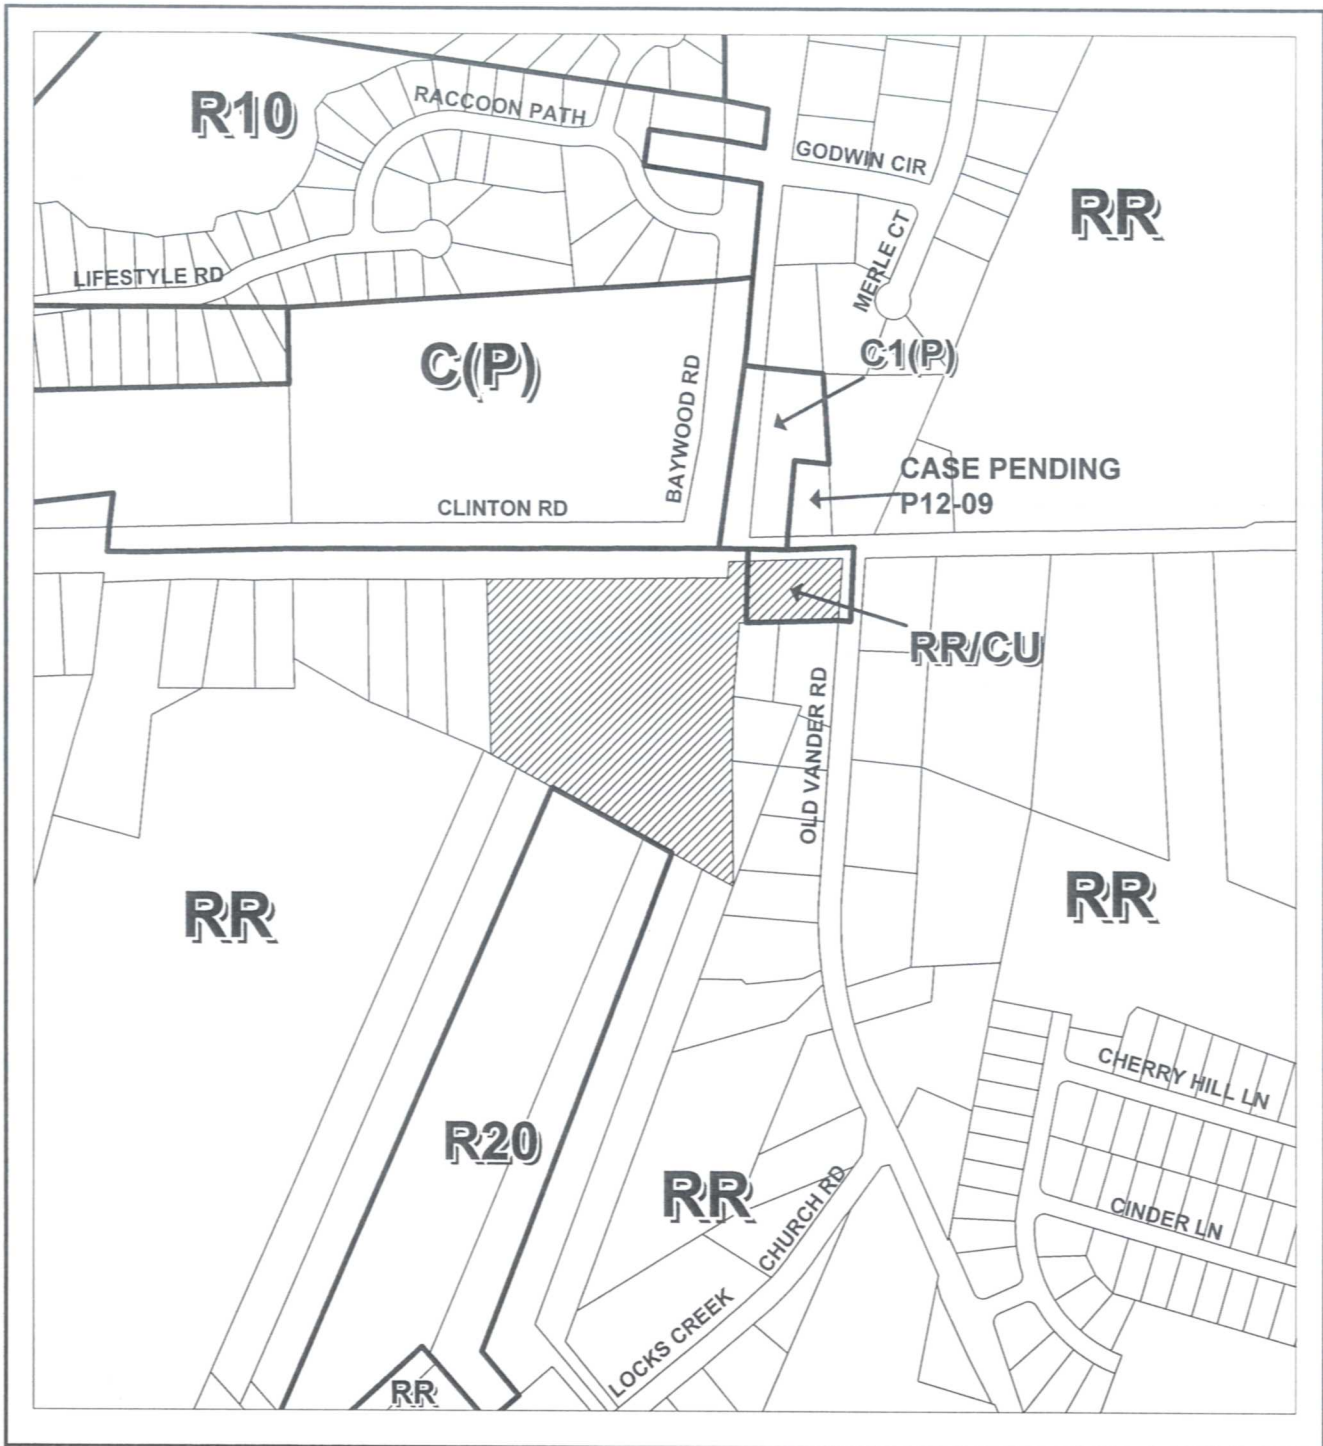 R10
RACCOON PATH
GODWIN CIR
RR
MERLE CT
LIFESTYLE RD
C(P)
C1(P)
BAYWOOD RD
CASE PENDING
P12-09
CLINTON RD
RR/CU
OLD VANDER RD
RR
RR
CHERRY HILL LN
R20
RR
CINDER LN
LOCKS CREEK CHURCH RD
RR